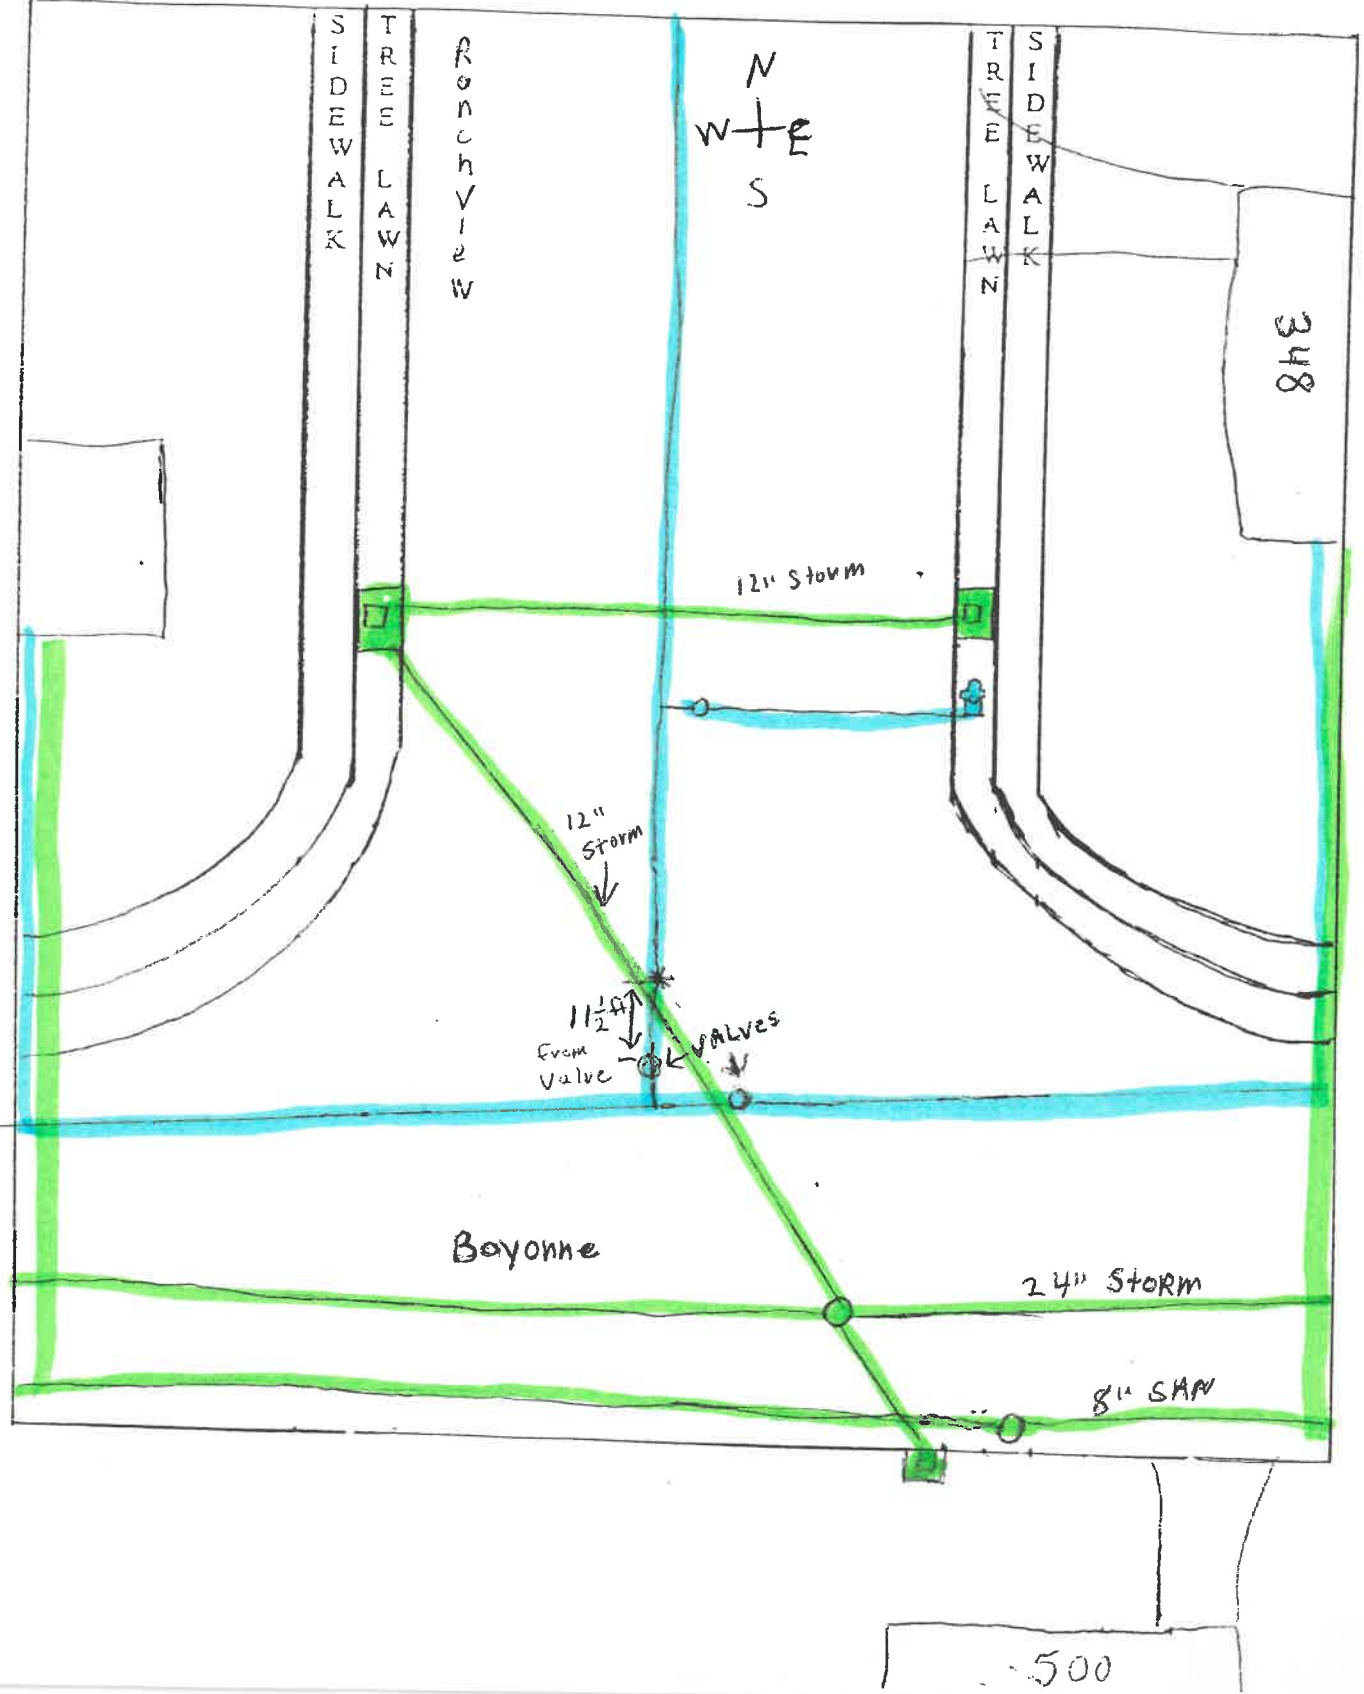 SIDEWALK
TREE LAWN
RonchView
N
W E
S
TREE LAWN
SIDEWALK
348
12" Storm
12"
Storm
11 1/2 ft
From
Valve
VALVES
Bayonne
24" STORM
8" SAN
500